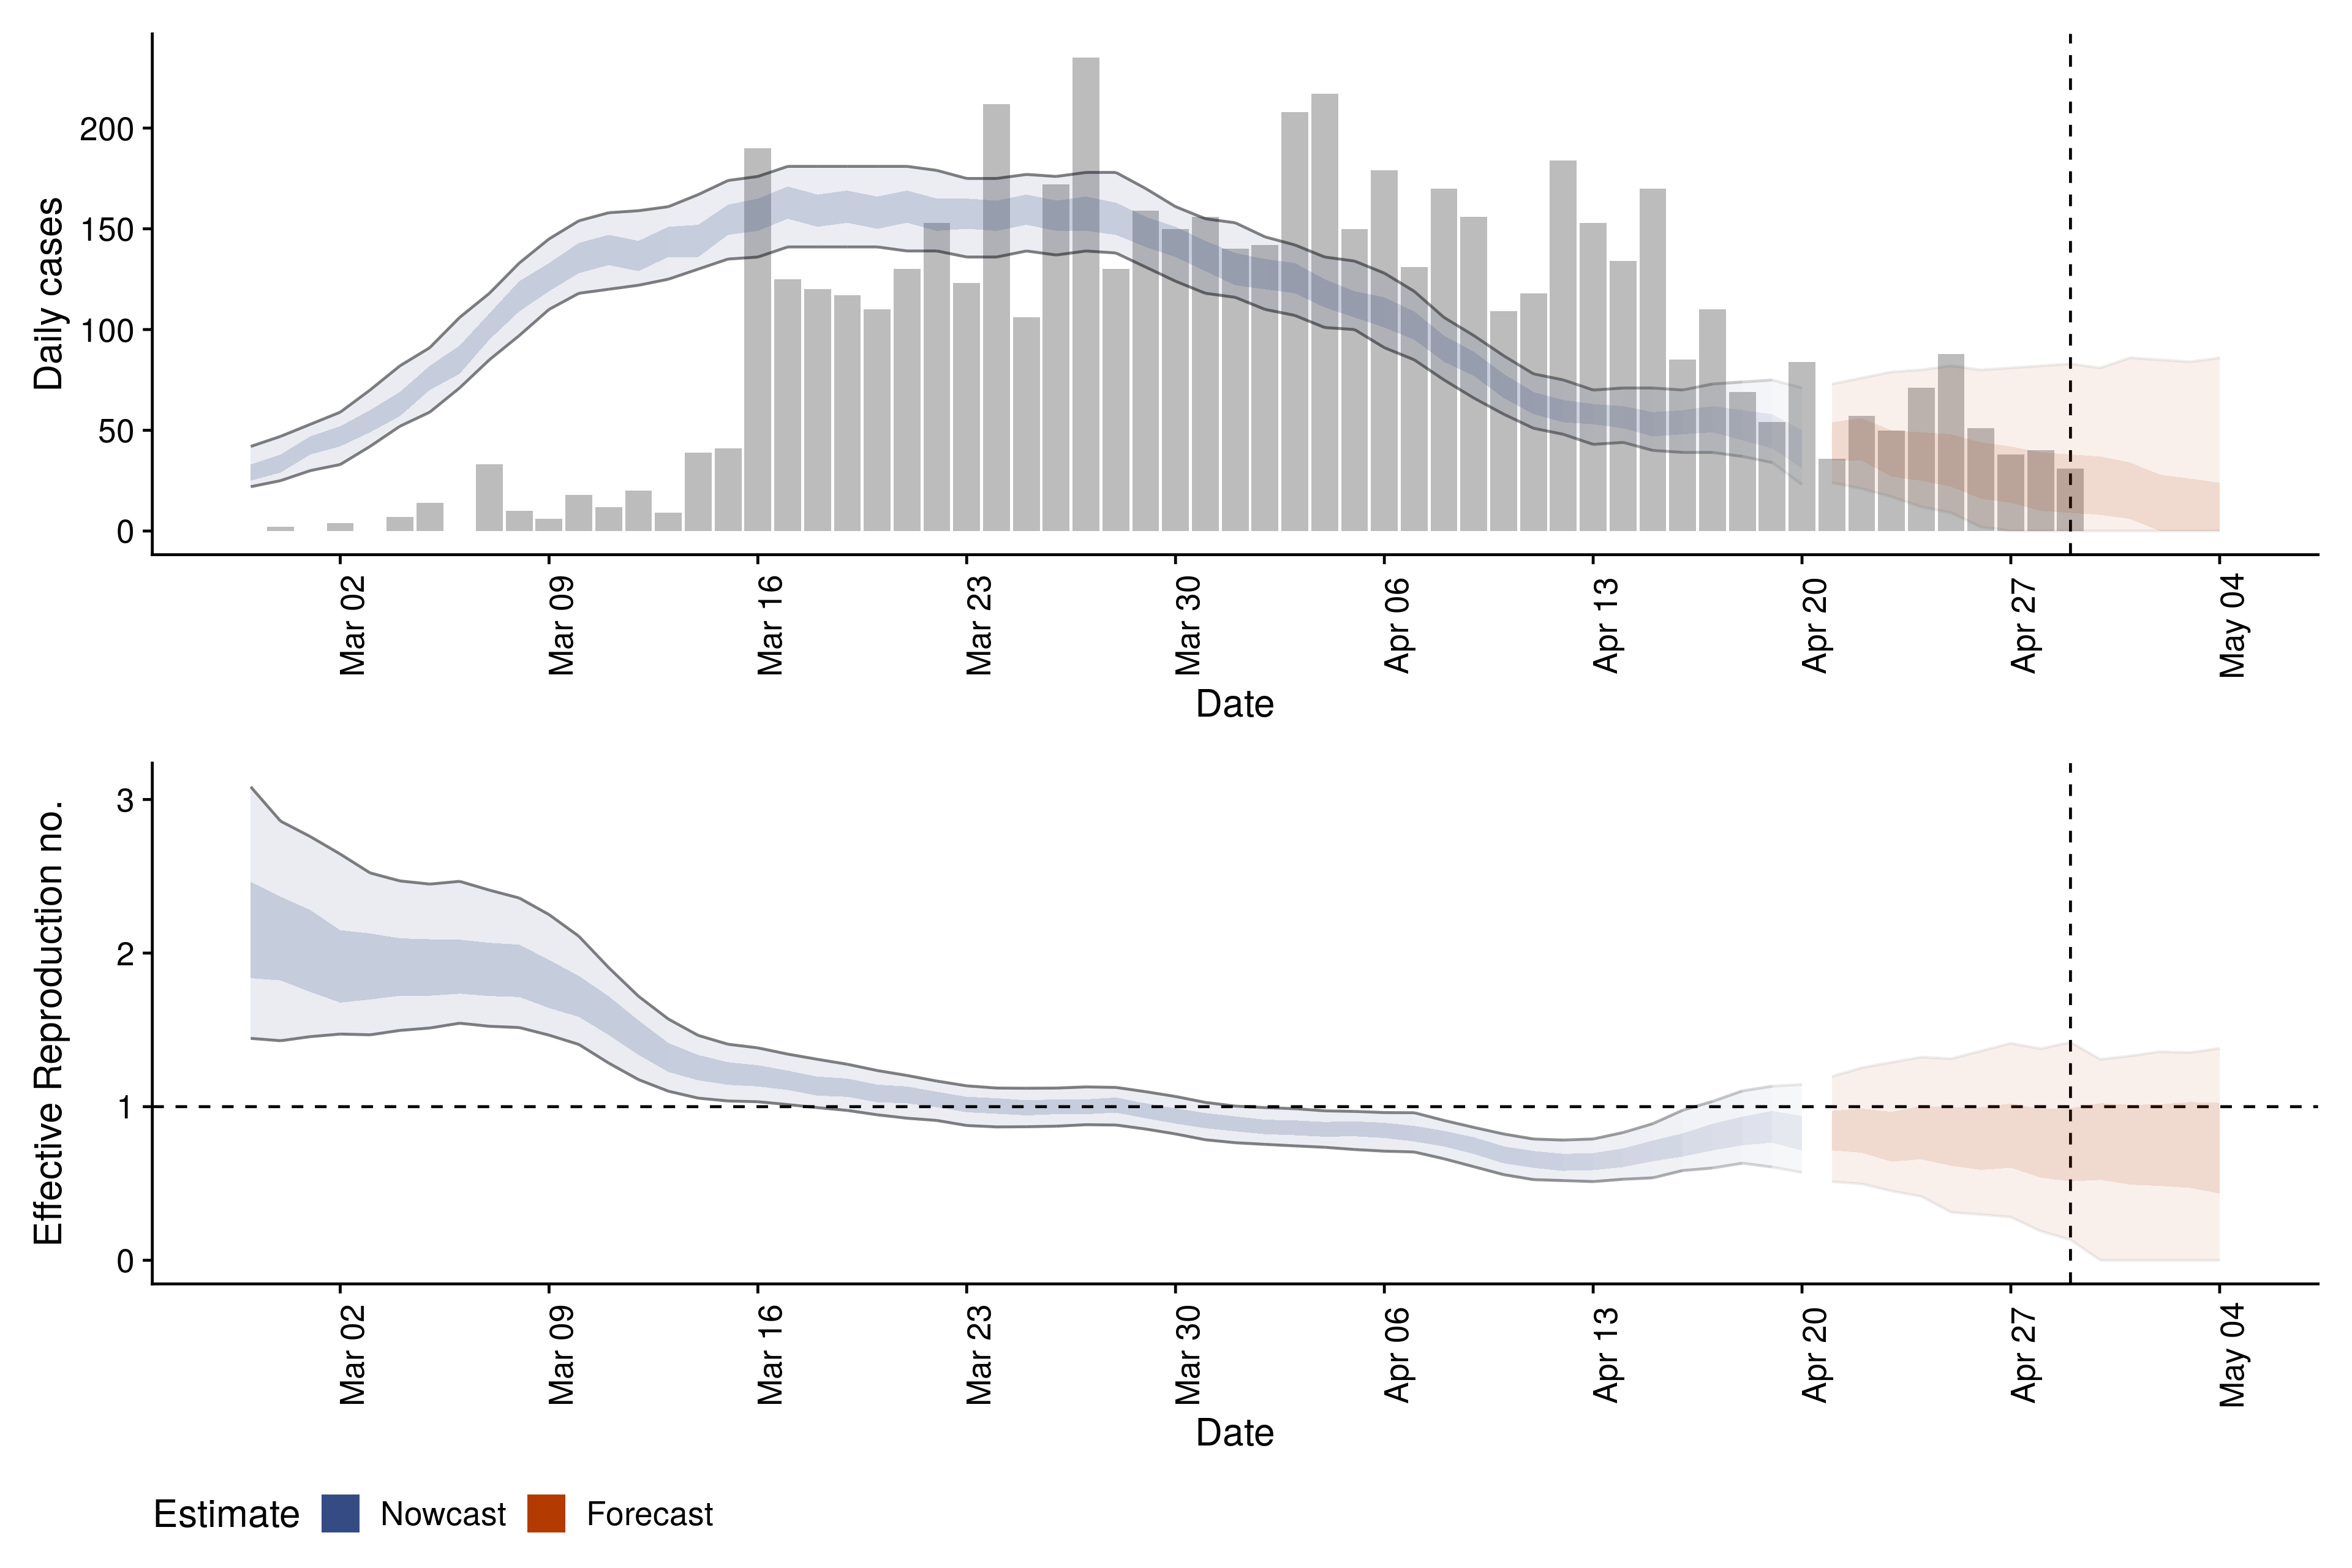 Daily cases
200
150
100
50
0
Mar 02 Mar 09 Mar 16 Mar 23 Mar 30 Apr 06 Apr 13 Apr 20 Apr 27 May 04
Date
Effective Reproduction no.
3
2
1
0
Mar 02 Mar 09 Mar 16 Mar 23 Mar 30 Apr 06 Apr 13 Apr 20 Apr 27 May 04
Date
Estimate Nowcast Forecast